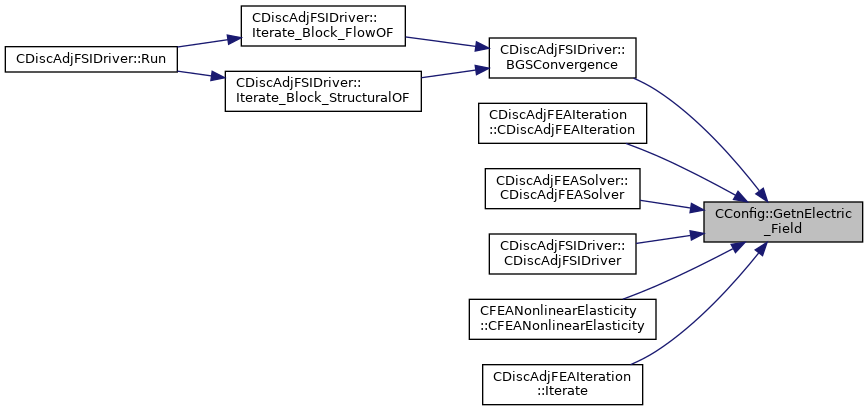 CDiscAdjFSIDriver::Run
CDiscAdjFSIDriver::
Iterate_Block_FlowOF
CDiscAdjFSIDriver::
Iterate_Block_StructuralOF
CDiscAdjFSIDriver::
BGSConvergence
CDiscAdjFEAIteration
::CDiscAdjFEAIteration
CDiscAdjFEASolver::
CDiscAdjFEASolver
CDiscAdjFSIDriver::
CDiscAdjFSIDriver
CFEANonlinearElasticity
::CFEANonlinearElasticity
CDiscAdjFEAIteration
::Iterate
CConfig::GetnElectric
_Field